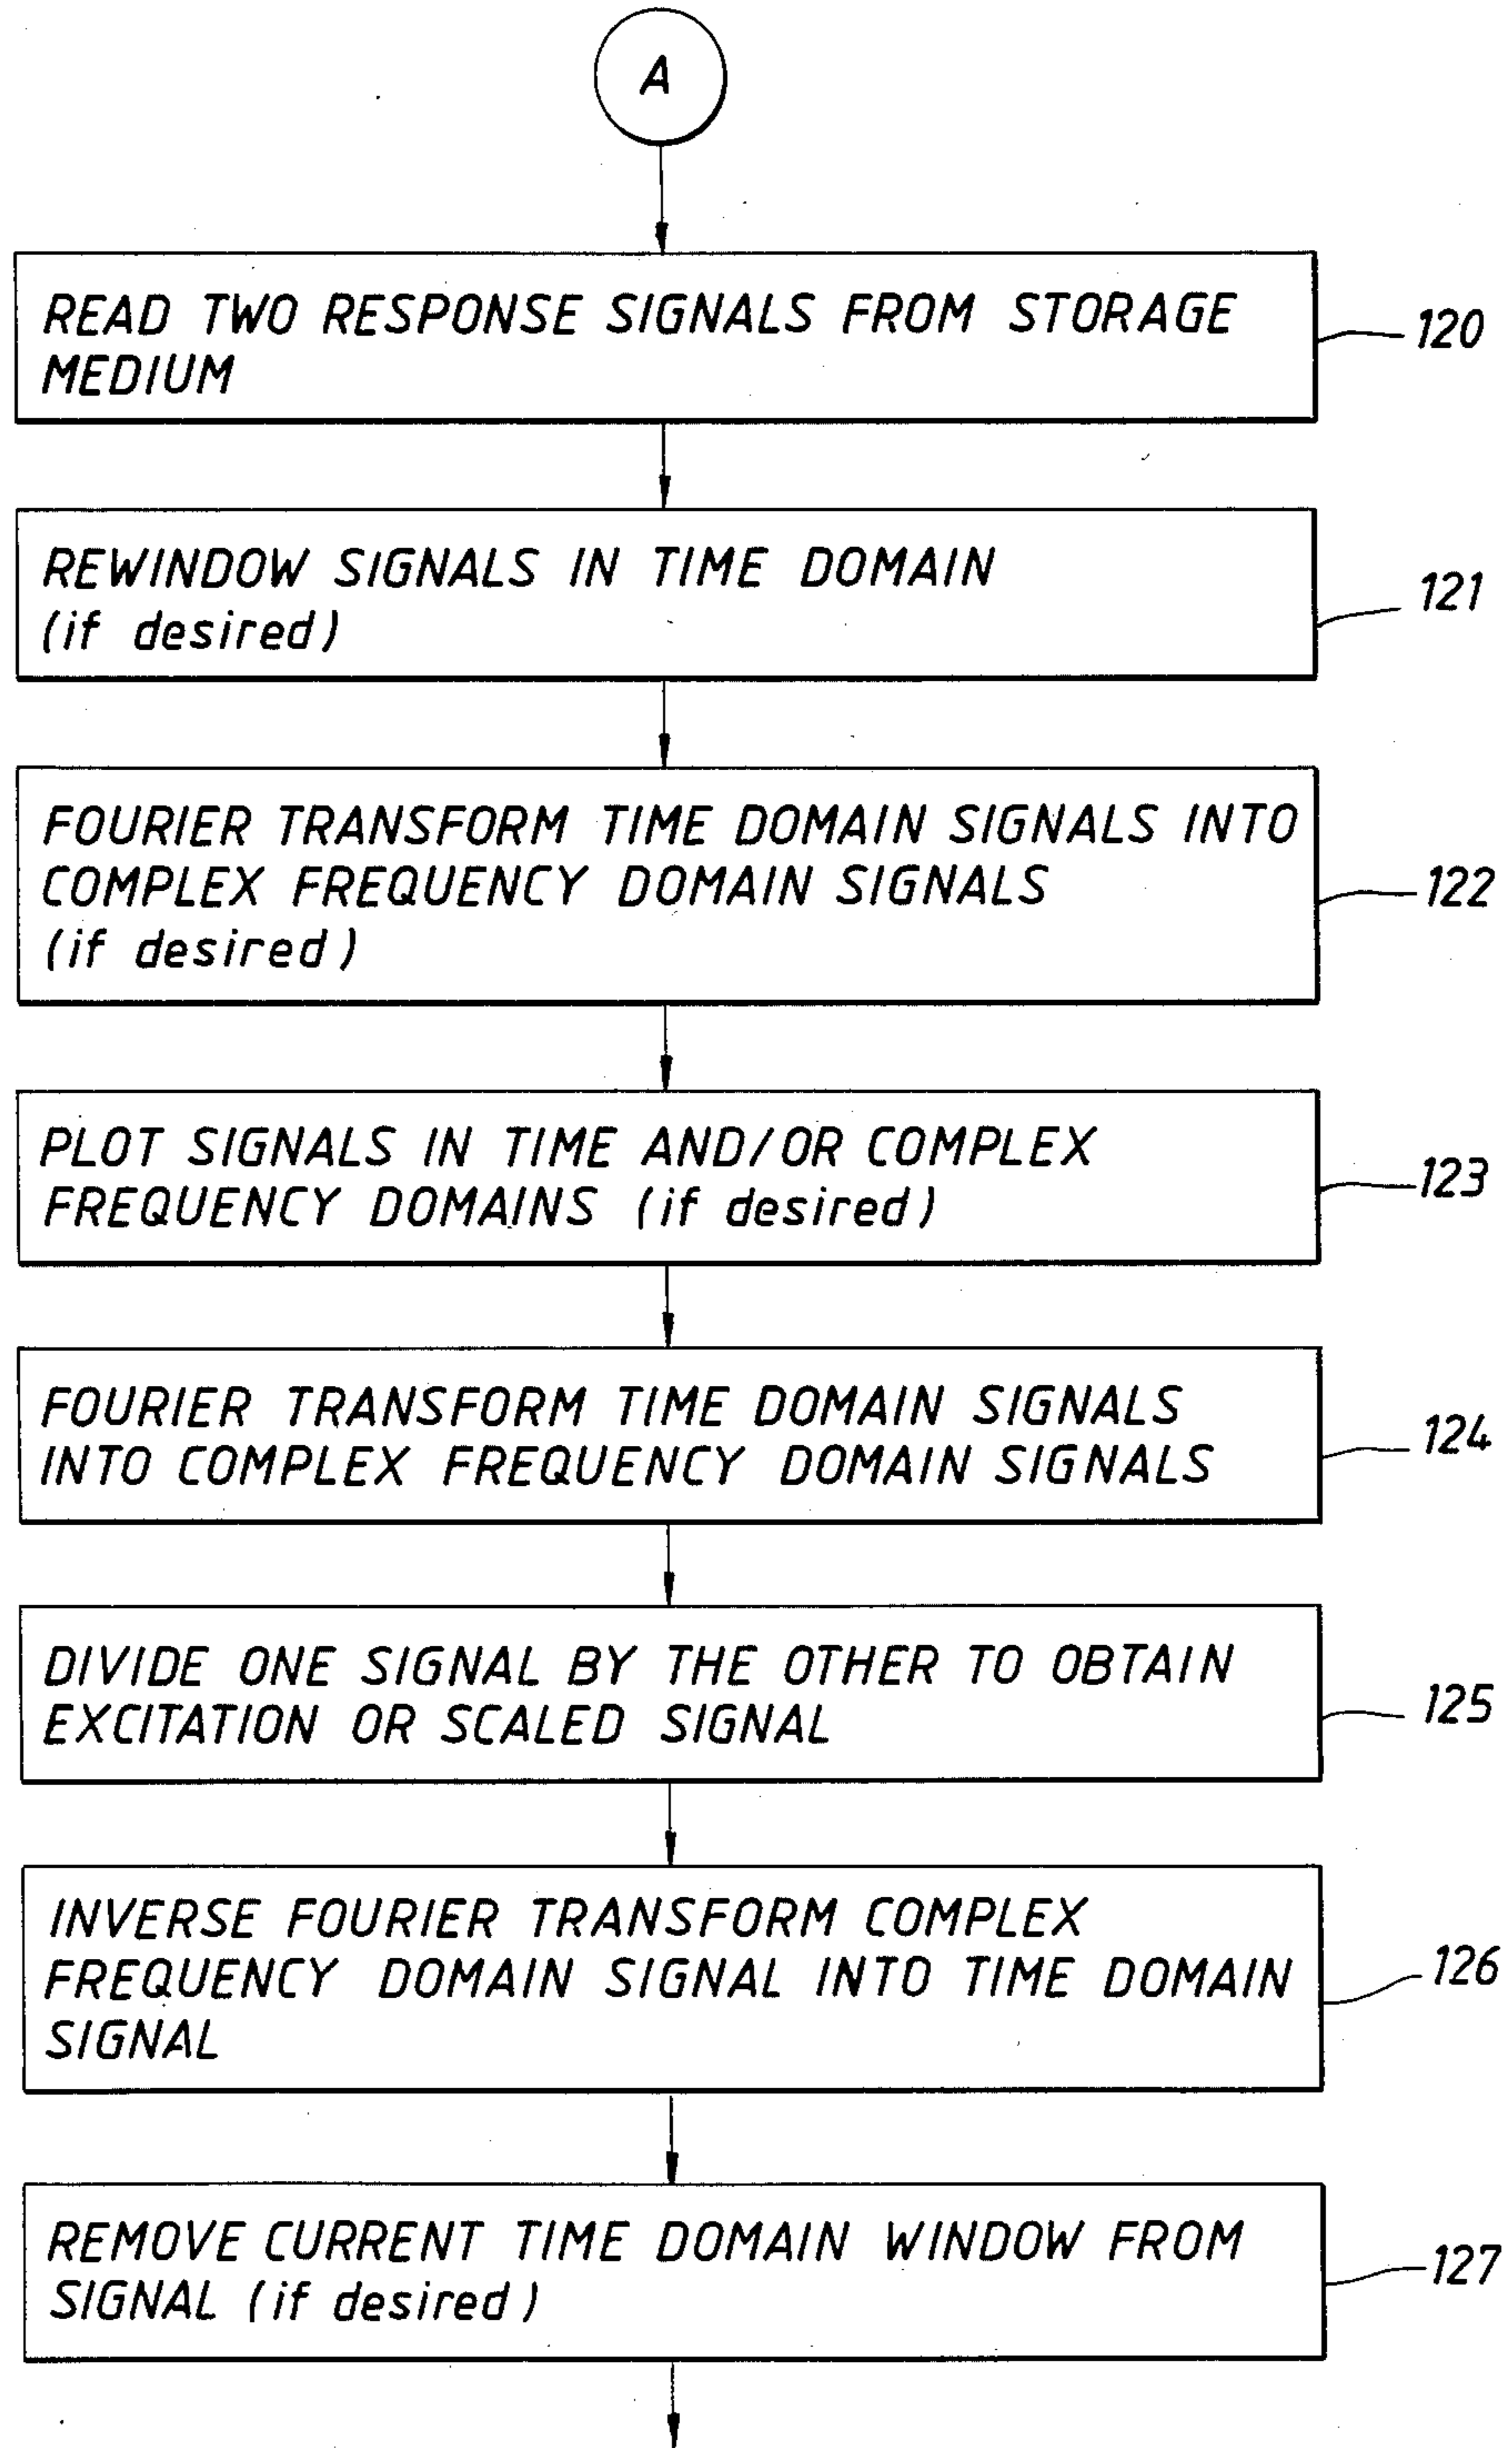 A
READ TWO RESPONSE SIGNALS FROM STORAGE
MEDIUM
120
REWINDOW SIGNALS IN TIME DOMAIN
(if desired)
121
FOURIER TRANSFORM TIME DOMAIN SIGNALS INTO
COMPLEX FREQUENCY DOMAIN SIGNALS
(if desired)
122
PLOT SIGNALS IN TIME AND/OR COMPLEX
FREQUENCY DOMAINS (if desired)
123
FOURIER TRANSFORM TIME DOMAIN SIGNALS
INTO COMPLEX FREQUENCY DOMAIN SIGNALS
124
DIVIDE ONE SIGNAL BY THE OTHER TO OBTAIN
EXCITATION OR SCALED SIGNAL
125
INVERSE FOURIER TRANSFORM COMPLEX
FREQUENCY DOMAIN SIGNAL INTO TIME DOMAIN
SIGNAL
126
REMOVE CURRENT TIME DOMAIN WINDOW FROM
SIGNAL (if desired)
127